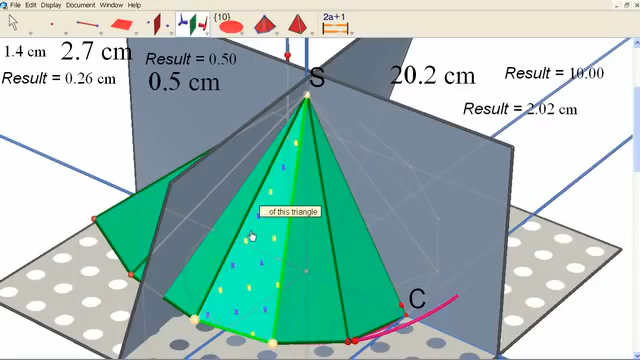 File Edit Display Document Window Help
{10}
2a+1
1.4 cm
2.7 cm
Result = 0.50
Result = 0.26 cm
0.5 cm
20.2 cm
Result = 10.00
Result = 2.02 cm
S
...of this triangle
C